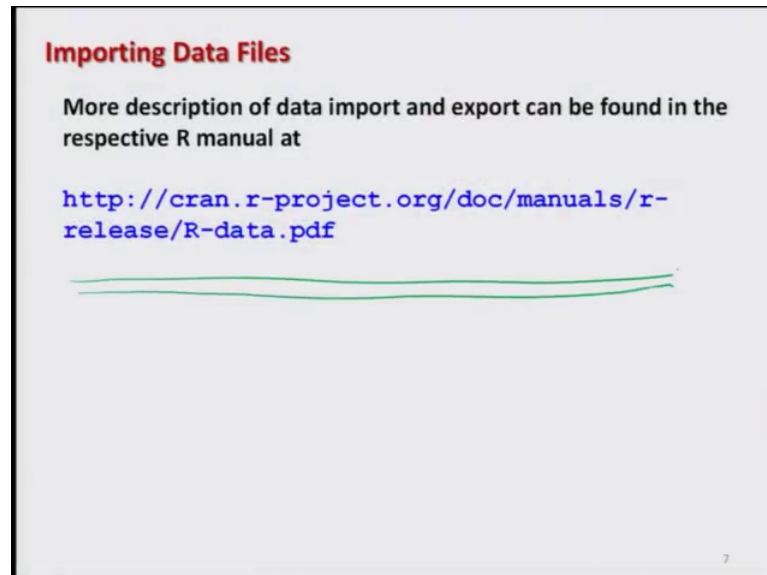 Importing Data Files
More description of data import and export can be found in the
respective R manual at
http://cran.r-project.org/doc/manuals/r-
release/R-data.pdf
7